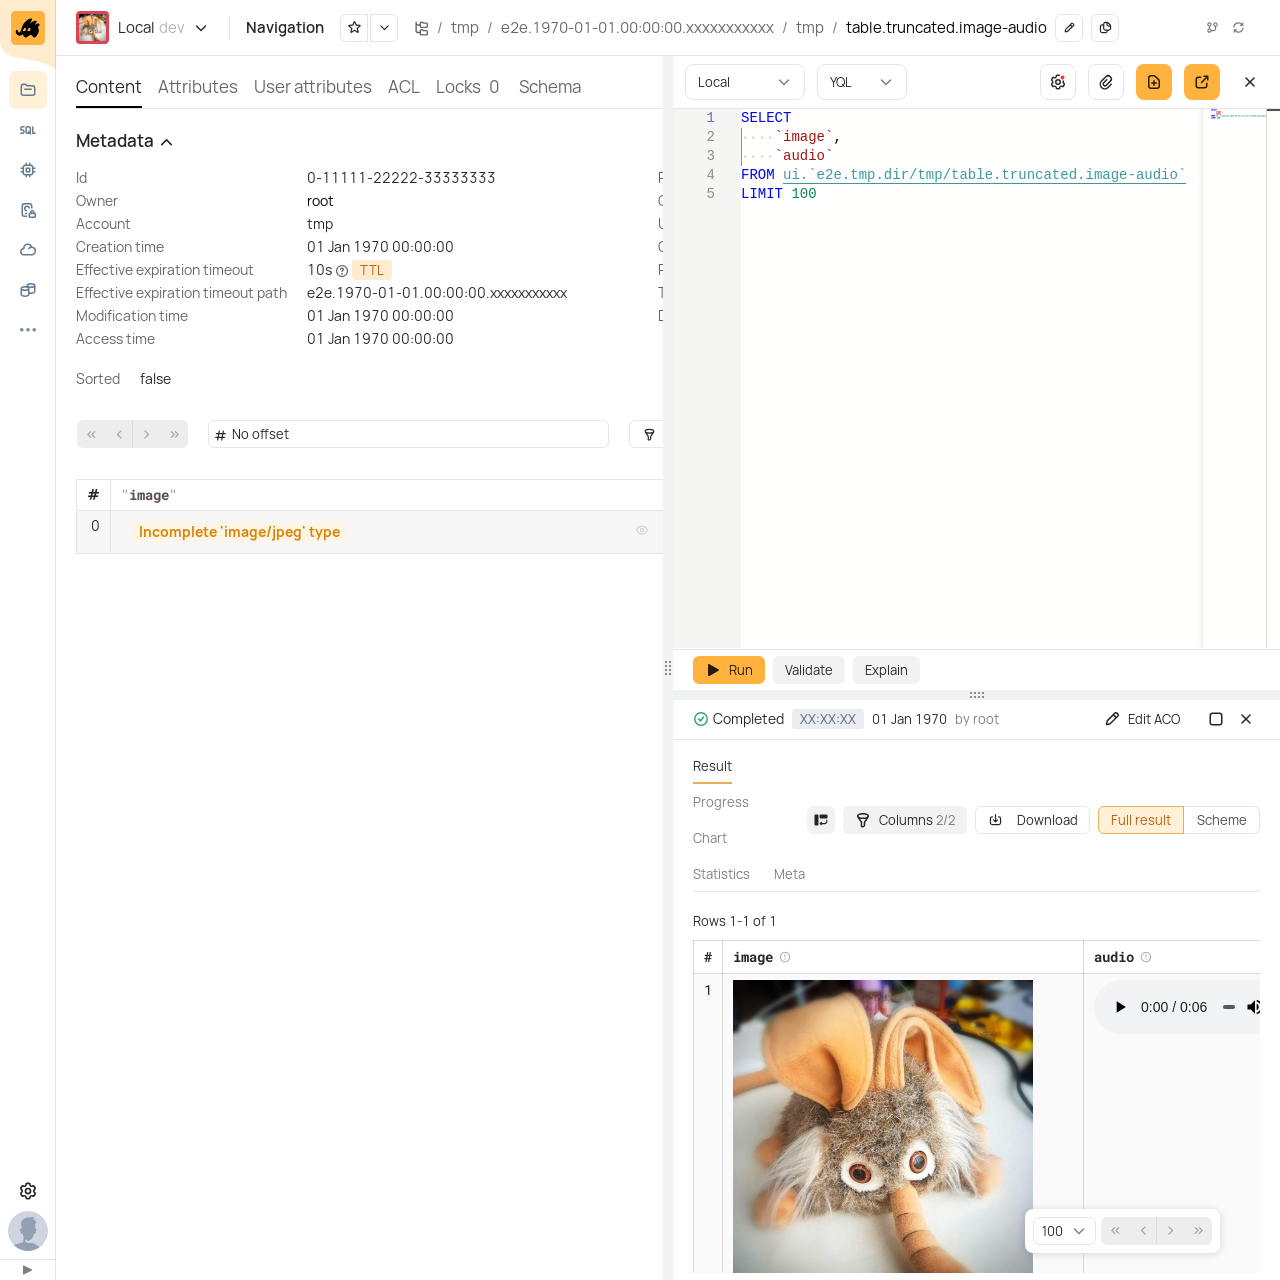 Local dev
Navigation
/ tmp / e2e.1970-01-01.00:00:00.xxxxxxxxxxx / tmp / table.truncated.image-audio
SQL
Content Attributes User attributes ACL Locks 0 Schema
Metadata
Id 0-11111-22222-33333333
Owner root
Account tmp
Creation time 01 Jan 1970 00:00:00
Effective expiration timeout 10s TTL
Effective expiration timeout path e2e.1970-01-01.00:00:00.xxxxxxxxxxx
Modification time 01 Jan 1970 00:00:00
Access time 01 Jan 1970 00:00:00
Sorted false
# No offset
# "image"
0 Incomplete 'image/jpeg' type
Local YQL
1 SELECT
2 ····`image`,
3 ····`audio`
4 FROM ui.`e2e.tmp.dir/tmp/table.truncated.image-audio`
5 LIMIT 100
Run Validate Explain
Completed XX:XX:XX 01 Jan 1970 by root Edit ACO
Result
Progress
Chart
Statistics Meta
Columns 2/2 Download Full result Scheme
Rows 1-1 of 1
# image audio
1
0:00 / 0:06
100